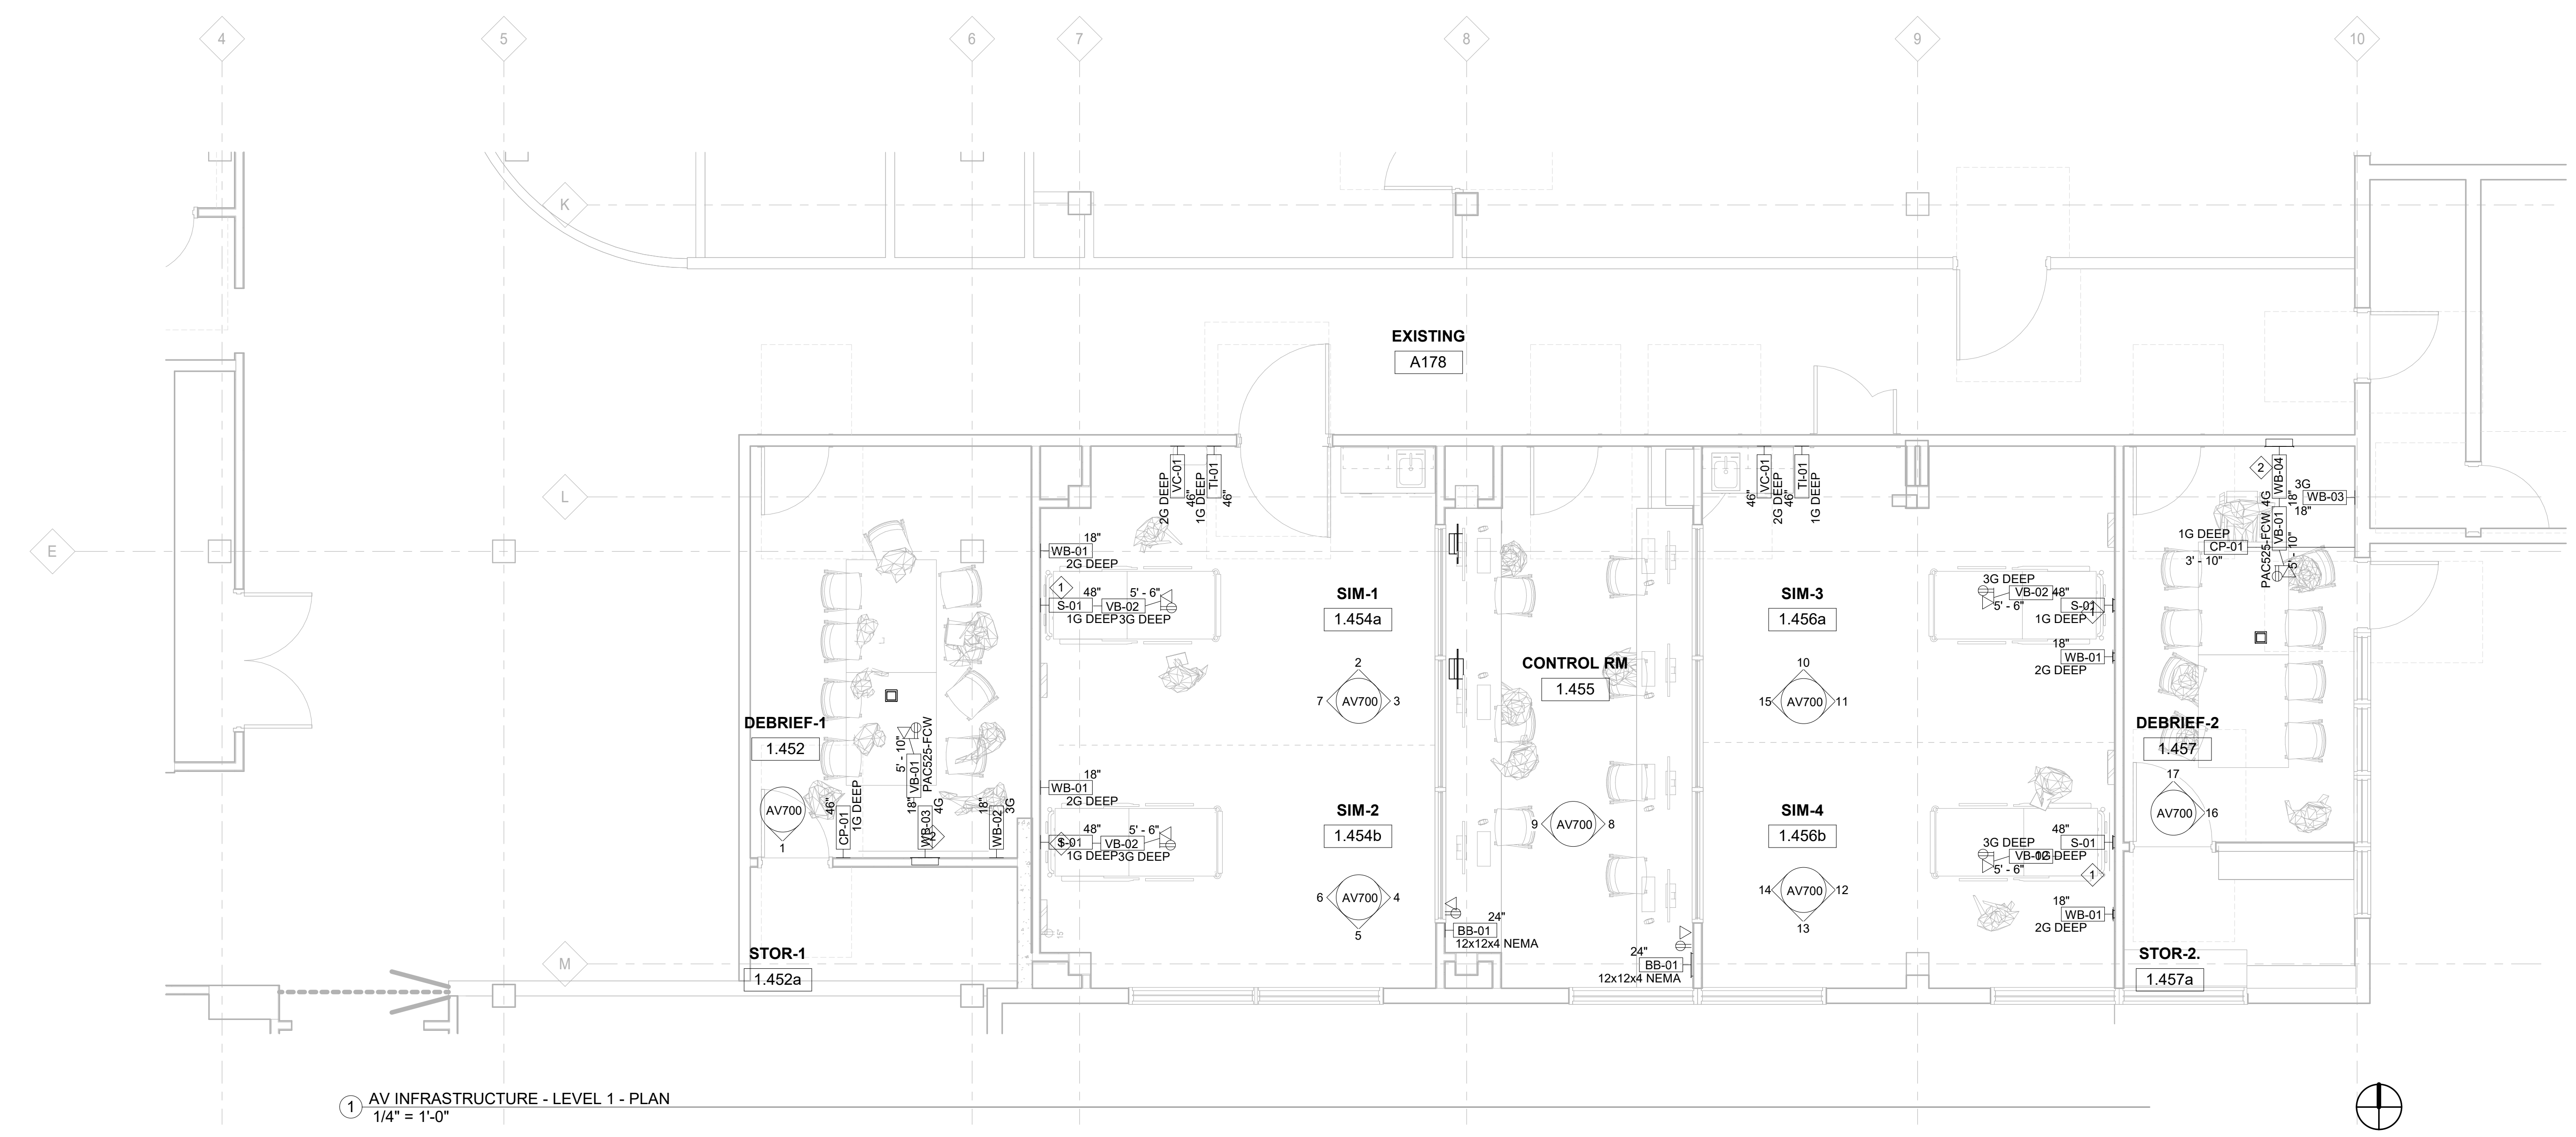 4
5
6
7
8
9
10
K
EXISTING
A178
L
E
M
VC-01
2G DEEP
46"
TI-01
1G DEEP
46"
VC-01
46"
2G DEEP
TI-01
46"
1G DEEP
2
WB-04
4G
18"
3G
WB-03
18"
VB-01
PAC525-FCW
5' - 10"
1G DEEP
CP-01
3' - 10"
18"
WB-01
2G DEEP
1
48"
S-01
1G DEEP
5' - 6"
VB-02
3G DEEP
SIM-1
1.454a
2
7
AV700
3
SIM-3
1.456a
10
15
AV700
11
3G DEEP
VB-02
5' - 6"
48"
S-01
1G DEEP
18"
WB-01
2G DEEP
CONTROL RM
1.455
9
AV700
8
DEBRIEF-1
1.452
AV700
1
5' - 10"
VB-01
PAC525-FCW
46"
CP-01
1G DEEP
18"
WB-03
4G
18"
WB-02
3G
18"
WB-01
2G DEEP
48"
S-01
1G DEEP
5' - 6"
VB-02
3G DEEP
SIM-2
1.454b
6
AV700
4
5
SIM-4
1.456b
14
AV700
12
13
DEBRIEF-2
1.457
17
AV700
16
3G DEEP
VB-02
5' - 6"
48"
S-01
1G DEEP
1
18"
WB-01
2G DEEP
15"
24"
BB-01
12x12x4 NEMA
24"
BB-01
12x12x4 NEMA
STOR-1
1.452a
STOR-2.
1.457a
1
AV INFRASTRUCTURE - LEVEL 1 - PLAN
1/4" = 1'-0"